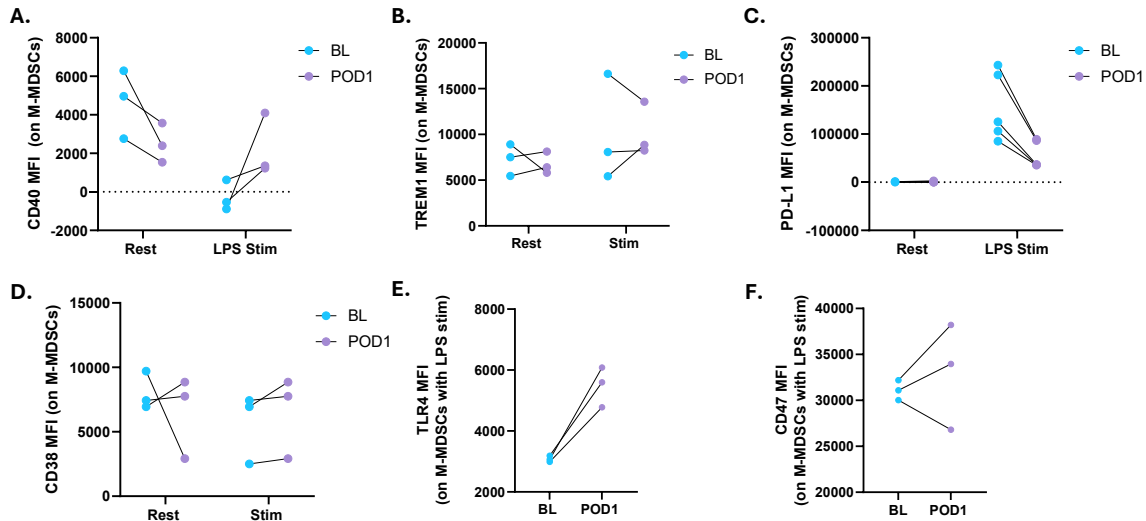 A.
CD40 MFI (on M-MDSCs)
8000
6000
4000
2000
0
-2000
Rest
LPS Stim
BL
POD1
B.
TREM1 MFI (on M-MDSCs)
20000
15000
10000
5000
0
Rest
Stim
BL
POD1
C.
PD-L1 MFI (on M-MDSCs)
300000
200000
100000
0
-100000
Rest
LPS Stim
BL
POD1
D.
CD38 MFI (on M-MDSCs)
15000
10000
5000
0
Rest
Stim
BL
POD1
E.
TLR4 MFI
(on M-MDSCs with LPS stim)
8000
6000
4000
2000
BL
POD1
F.
CD47 MFI
(on M-MDSCs with LPS stim)
40000
35000
30000
25000
20000
BL
POD1